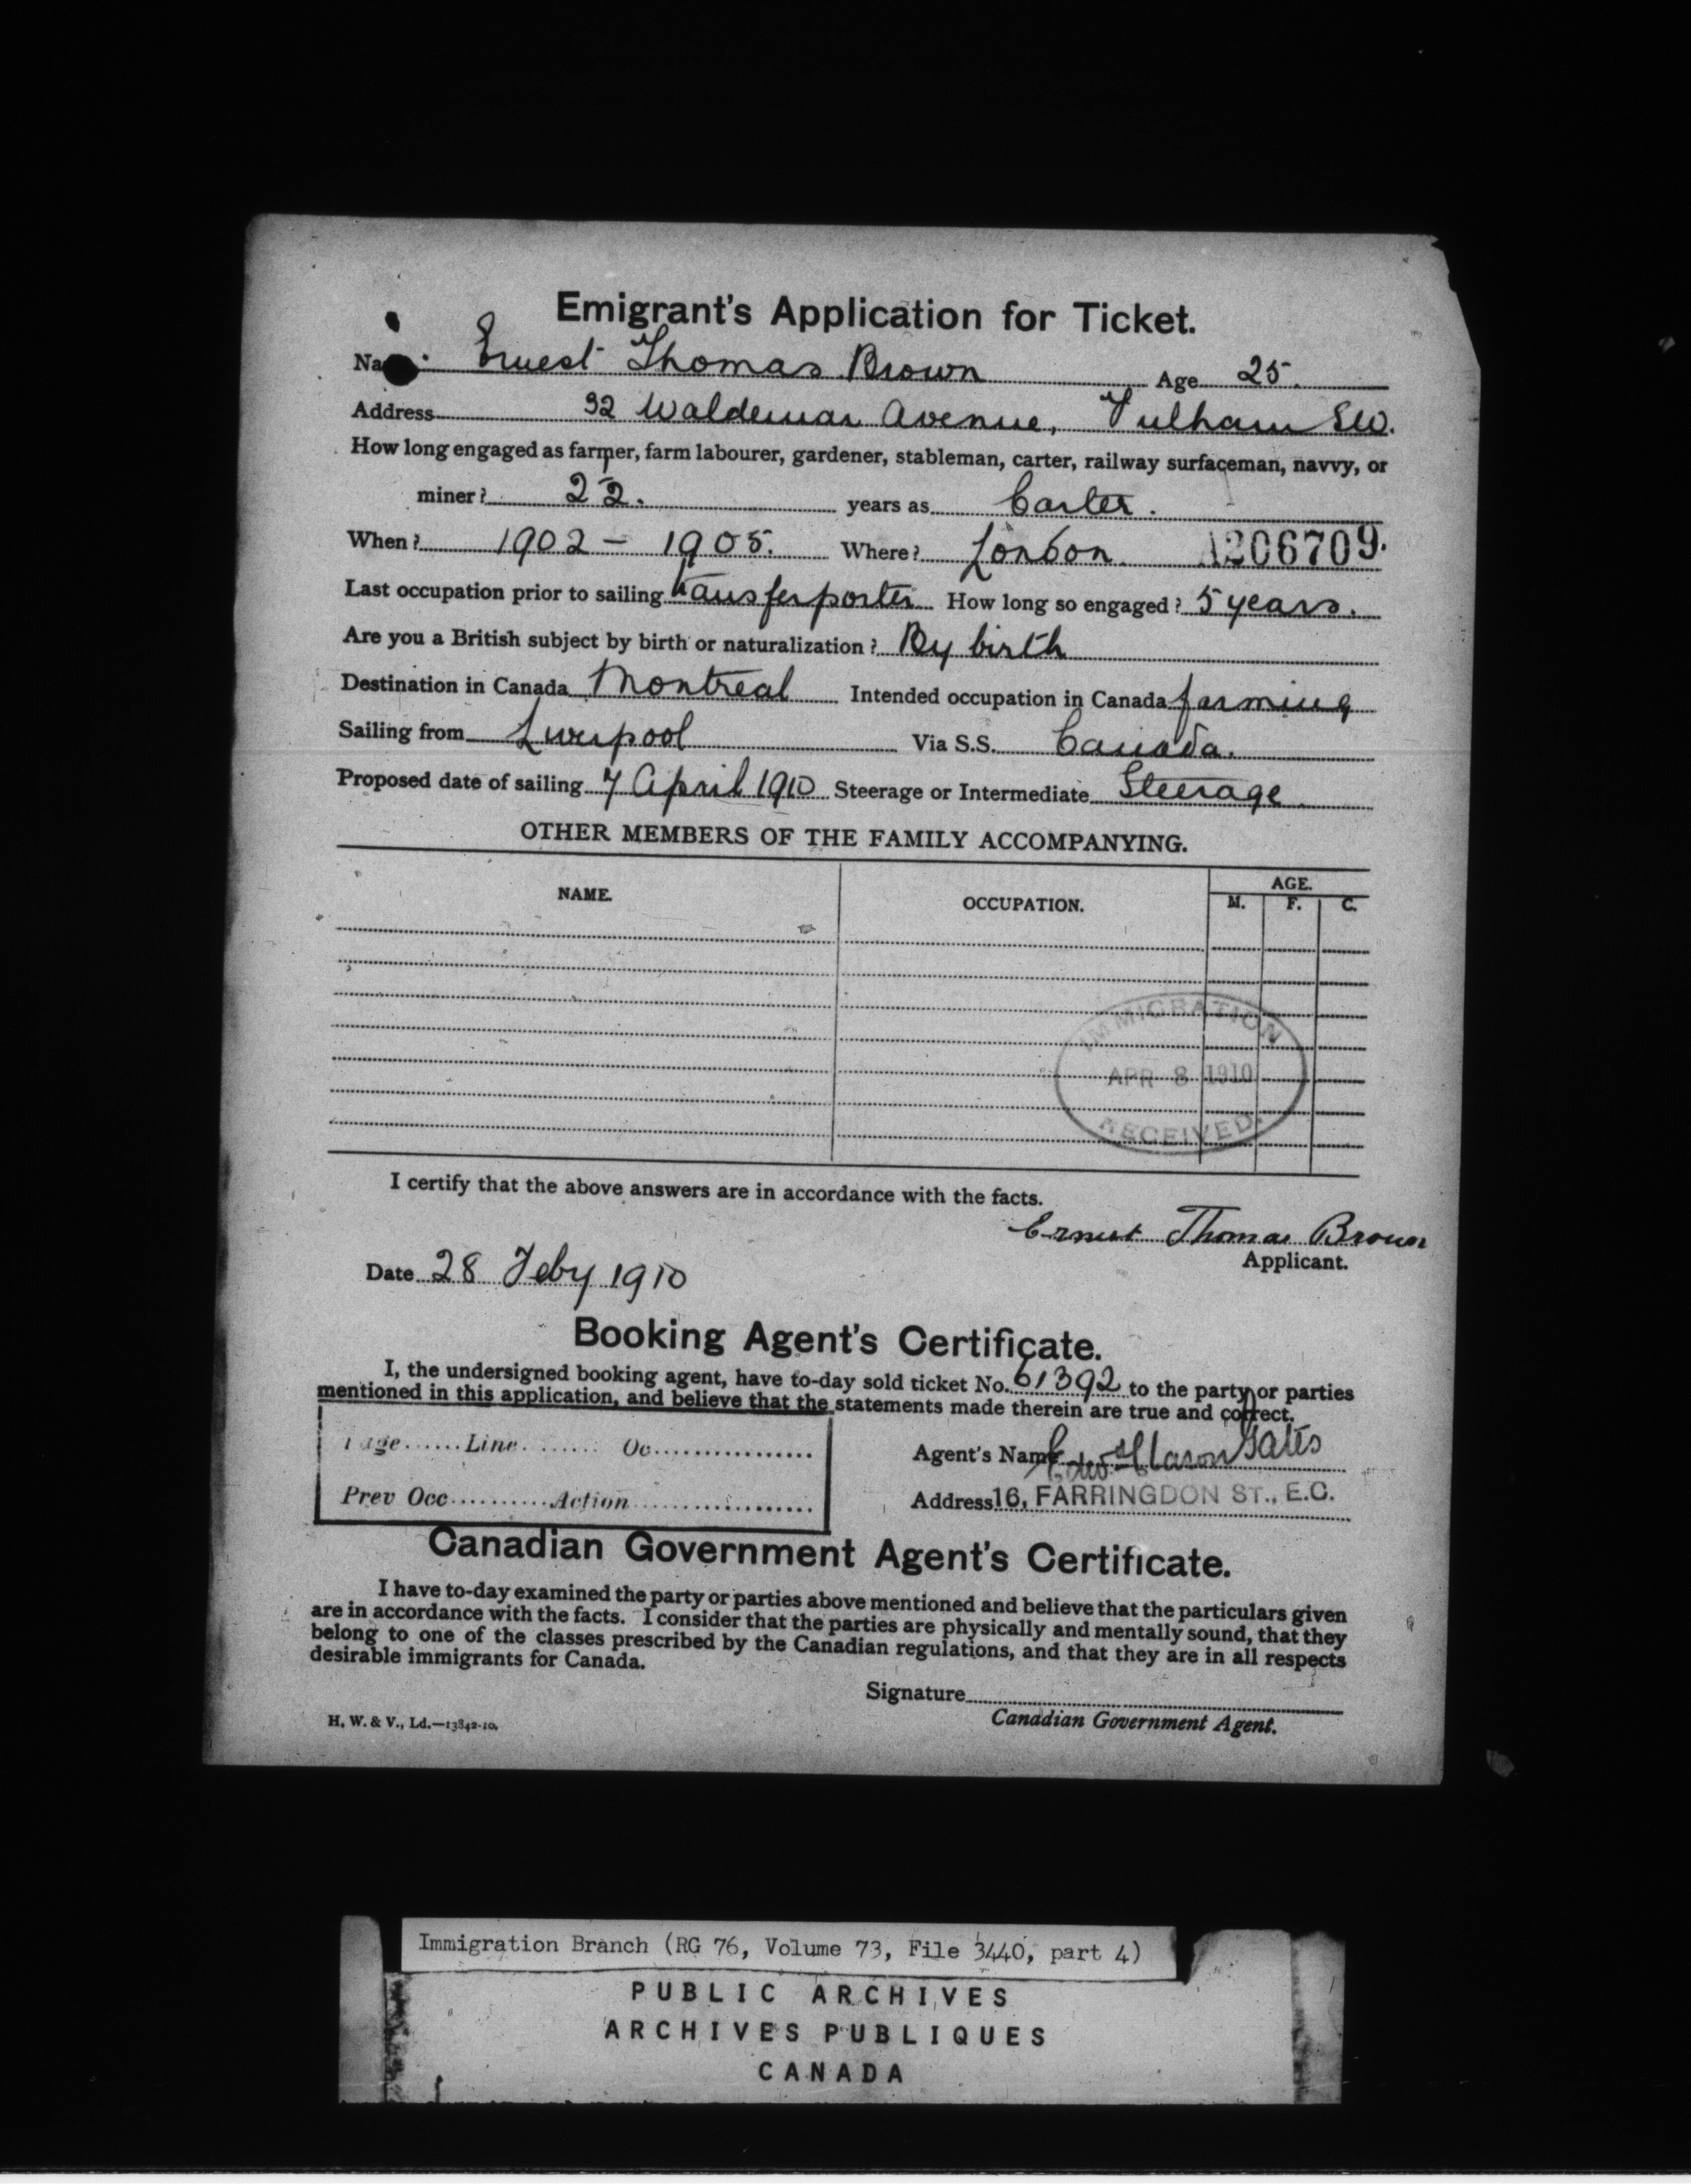 Emigrant's Application for Ticket.
Na Ernest Thomas Brown Age 25.
Address 92 Waldemar Avenue, Fulham SW.
How long engaged as farmer, farm labourer, gardener, stableman, carter, railway surfaceman, navvy, or
miner? 2 1/2. years as Carter.
When? 1902 – 1905. Where? London. A206709.
Last occupation prior to sailing transferporter How long so engaged? 5 years.
Are you a British subject by birth or naturalization? By birth
Destination in Canada Montreal Intended occupation in Canada farming
Sailing from Liverpool Via S.S. Canada.
Proposed date of sailing 7 April 1910 Steerage or Intermediate Steerage
OTHER MEMBERS OF THE FAMILY ACCOMPANYING.
NAME. OCCUPATION. AGE.
M. F. C.
IMMIGRATION
APR 8 1910
RECEIVED
I certify that the above answers are in accordance with the facts.
Ernest Thomas Brown
Applicant.
Date 28 Feby 1910
Booking Agent's Certificate.
I, the undersigned booking agent, have to-day sold ticket No. 61392 to the party or parties
mentioned in this application, and believe that the statements made therein are true and correct.
Page Line Oc
Agent's Name Gates
Prev Occ Action
Address 16, FARRINGDON ST., E.C.
Canadian Government Agent's Certificate.
I have to-day examined the party or parties above mentioned and believe that the particulars given
are in accordance with the facts. I consider that the parties are physically and mentally sound, that they
belong to one of the classes prescribed by the Canadian regulations, and that they are in all respects
desirable immigrants for Canada.
Signature
Canadian Government Agent.
H. W. & V., Ld.—13842-10.
Immigration Branch (RG 76, Volume 73, File 3440, part 4)
PUBLIC ARCHIVES
ARCHIVES PUBLIQUES
CANADA